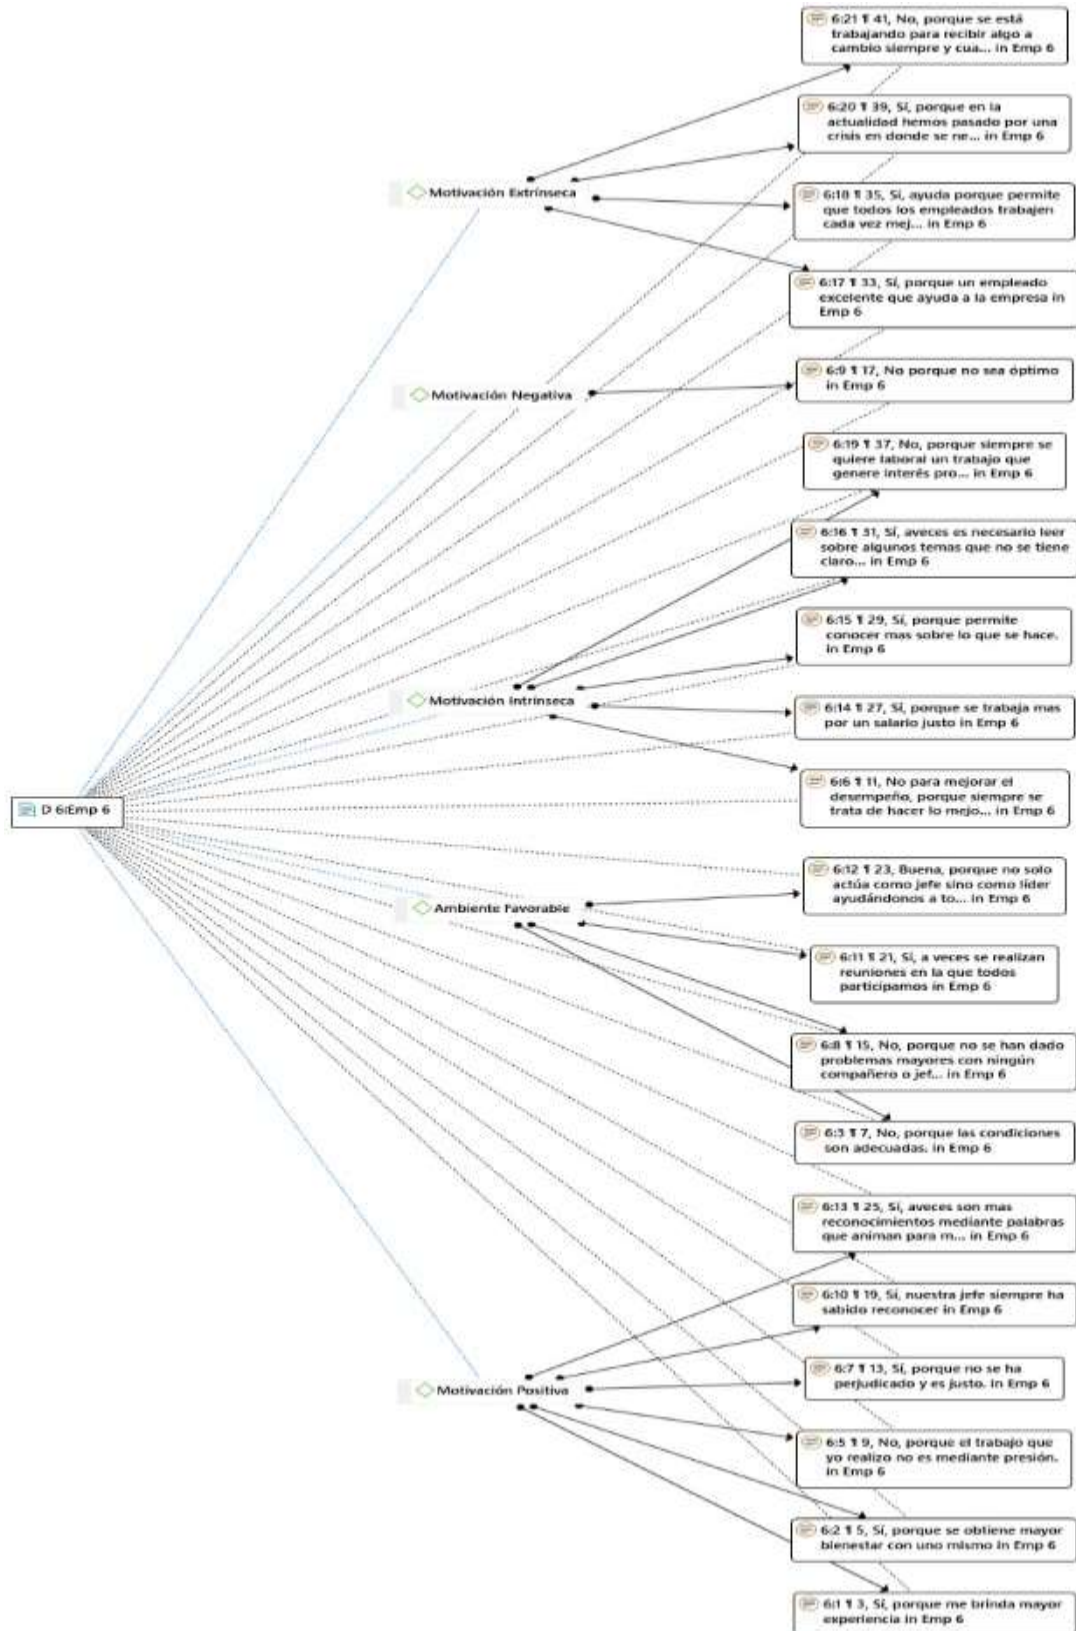 6:21 ¶ 41, No, porque se está
trabajando para recibir algo a
cambio siempre y cua... in Emp 6
6:20 ¶ 39, Sí, porque en la
actualidad hemos pasado por una
crisis en donde se ne... in Emp 6
Motivación Extrínseca
6:18 ¶ 35, Sí, ayuda porque permite
que todos los empleados trabajen
cada vez mej... in Emp 6
6:17 ¶ 33, Sí, porque un empleado
excelente que ayuda a la empresa in
Emp 6
Motivación Negativa
6:9 ¶ 17, No porque no sea óptimo
in Emp 6
6:19 ¶ 37, No, porque siempre se
quiere laboral un trabajo que
genere interés pro... in Emp 6
6:16 ¶ 31, Sí, aveces es necesario leer
sobre algunos temas que no se tiene
claro... in Emp 6
6:15 ¶ 29, Sí, porque permite
conocer mas sobre lo que se hace.
in Emp 6
Motivación Intrínseca
6:14 ¶ 27, Sí, porque se trabaja mas
por un salario justo in Emp 6
6:6 ¶ 11, No para mejorar el
desempeño, porque siempre se
trata de hacer lo mejo... in Emp 6
D 6:Emp 6
6:12 ¶ 23, Buena, porque no solo
actúa como jefe sino como líder
ayudándonos a to... in Emp 6
Ambiente Favorable
6:11 ¶ 21, Sí, a veces se realizan
reuniones en la que todos
participamos in Emp 6
6:8 ¶ 15, No, porque no se han dado
problemas mayores con ningún
compañero o jef... in Emp 6
6:3 ¶ 7, No, porque las condiciones
son adecuadas. in Emp 6
6:13 ¶ 25, Sí, aveces son mas
reconocimientos mediante palabras
que animan para m... in Emp 6
6:10 ¶ 19, Sí, nuestra jefe siempre ha
sabido reconocer in Emp 6
6:7 ¶ 13, Sí, porque no se ha
perjudicado y es justo. in Emp 6
Motivación Positiva
6:5 ¶ 9, No, porque el trabajo que
yo realizo no es mediante presión.
in Emp 6
6:2 ¶ 5, Sí, porque se obtiene mayor
bienestar con uno mismo in Emp 6
6:1 ¶ 3, Sí, porque me brinda mayor
experiencia in Emp 6